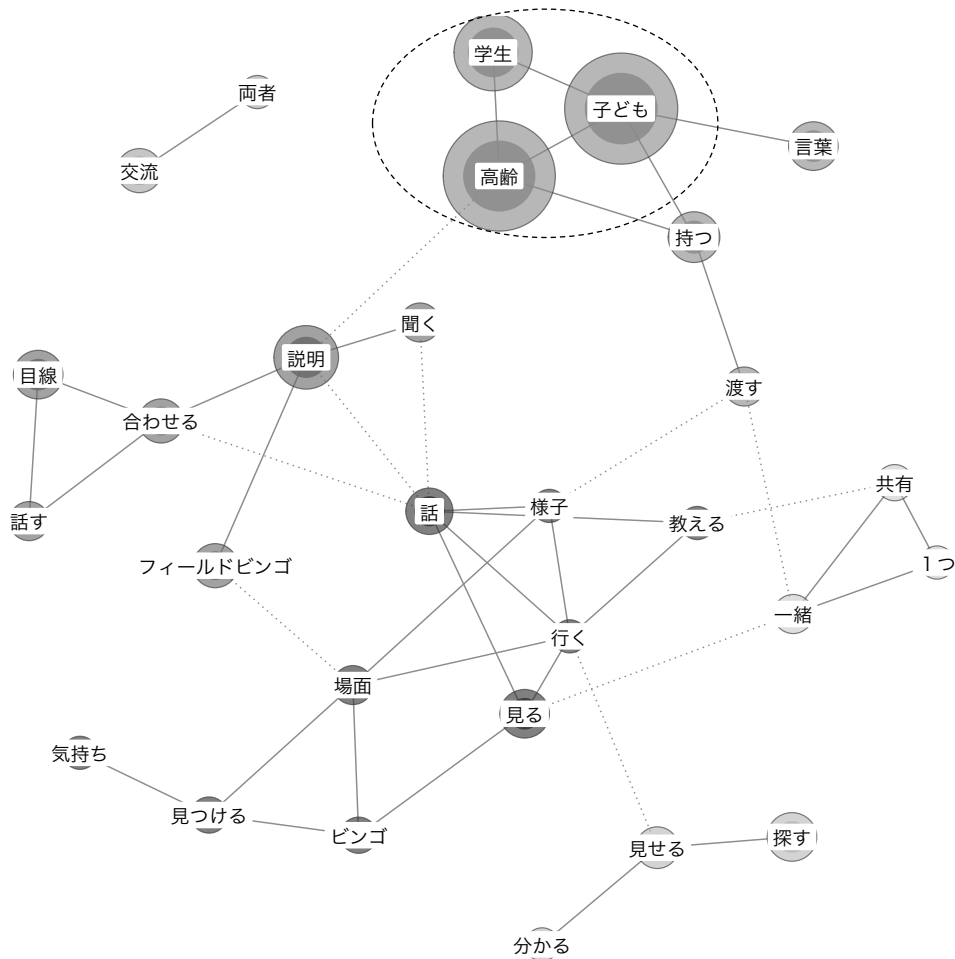 学生
両者
子ども
言葉
交流
高齢
持つ
聞く
説明
目線
渡す
合わせる
共有
様子
話
話す
教える
1つ
フィールドビンゴ
一緒
行く
場面
見る
気持ち
見つける
ビンゴ
探す
見せる
分かる